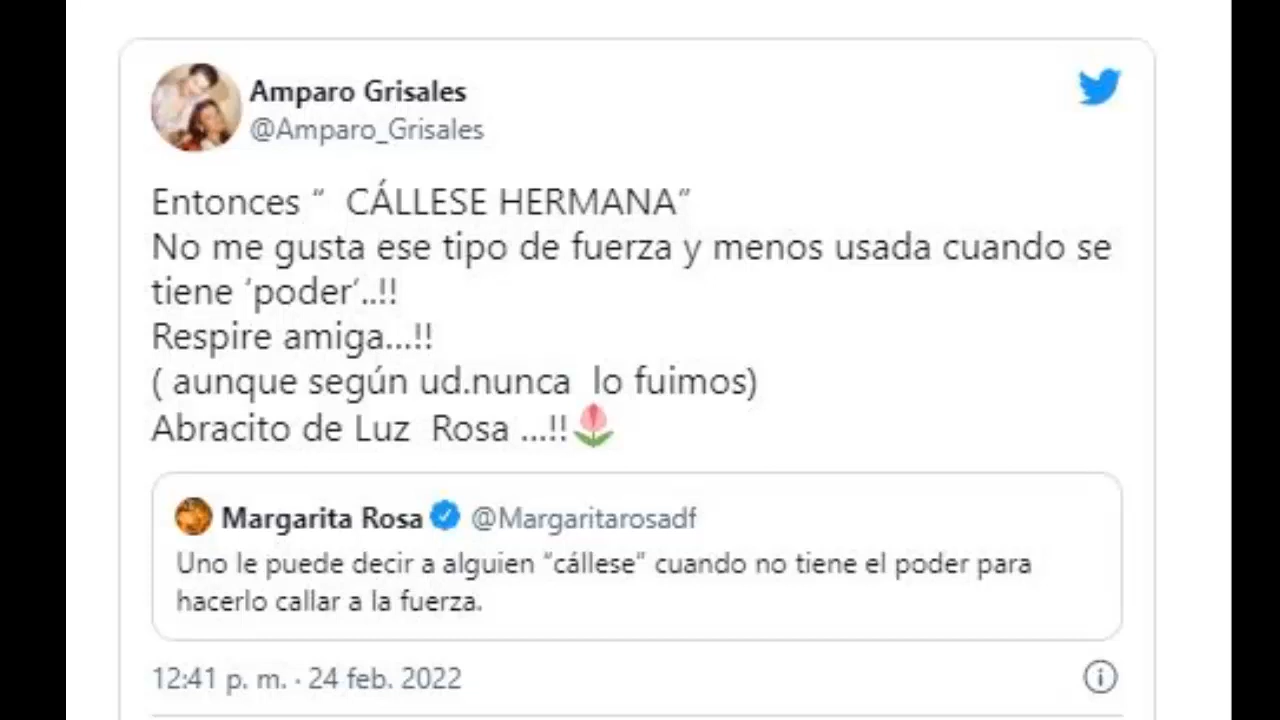 Amparo Grisales
@Amparo_Grisales
Entonces “  CÁLLESE HERMANA”
No me gusta ese tipo de fuerza y menos usada cuando se
tiene ‘poder’..!!
Respire amiga...!!
( aunque según ud.nunca  lo fuimos)
Abracito de Luz  Rosa ...!!🌷
Margarita Rosa @Margaritarosadf
Uno le puede decir a alguien “cállese” cuando no tiene el poder para
hacerlo callar a la fuerza.
12:41 p. m. · 24 feb. 2022